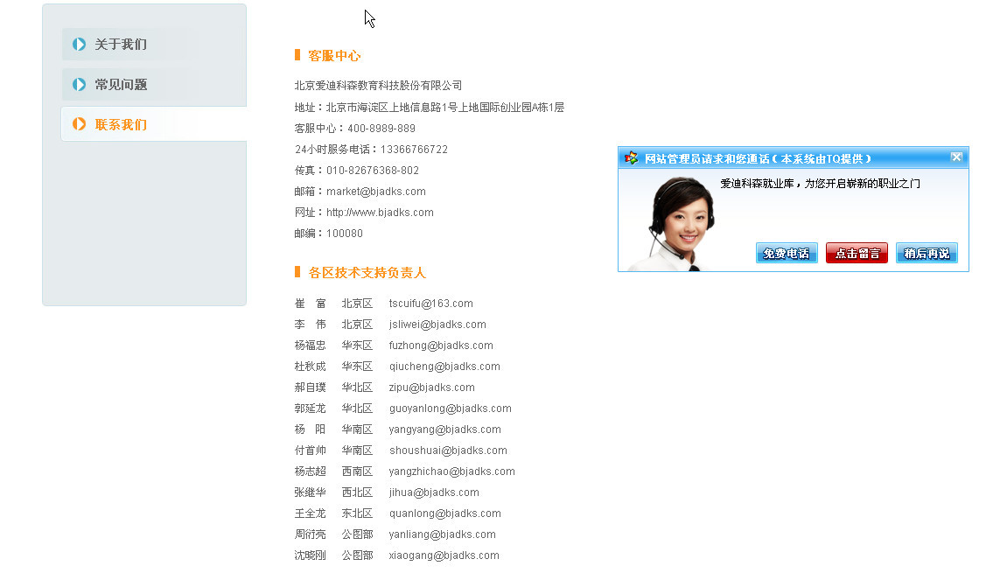 关于我们
常见问题
联系我们
客服中心
北京爱迪科森教育科技股份有限公司
地址：北京市海淀区上地信息路1号上地国际创业园A栋1层
客服中心：400-8989-889
24小时服务电话：13366766722
传真：010-82676368-802
邮箱：market@bjadks.com
网址：http://www.bjadks.com
邮编：100080
各区技术支持负责人
崔　富 北京区 tscuifu@163.com
李　伟 北京区 jsliwei@bjadks.com
杨福忠 华东区 fuzhong@bjadks.com
杜秋成 华东区 qiucheng@bjadks.com
郝自璞 华北区 zipu@bjadks.com
郭延龙 华北区 guoyanlong@bjadks.com
杨　阳 华南区 yangyang@bjadks.com
付首帅 华南区 shoushuai@bjadks.com
杨志超 西南区 yangzhichao@bjadks.com
张继华 西北区 jihua@bjadks.com
王全龙 东北区 quanlong@bjadks.com
周衍亮 公图部 yanliang@bjadks.com
沈晓刚 公图部 xiaogang@bjadks.com
网站管理员请求和您通话（本系统由TQ提供）
爱迪科森就业库，为您开启崭新的职业之门
免费电话 点击留言 稍后再说